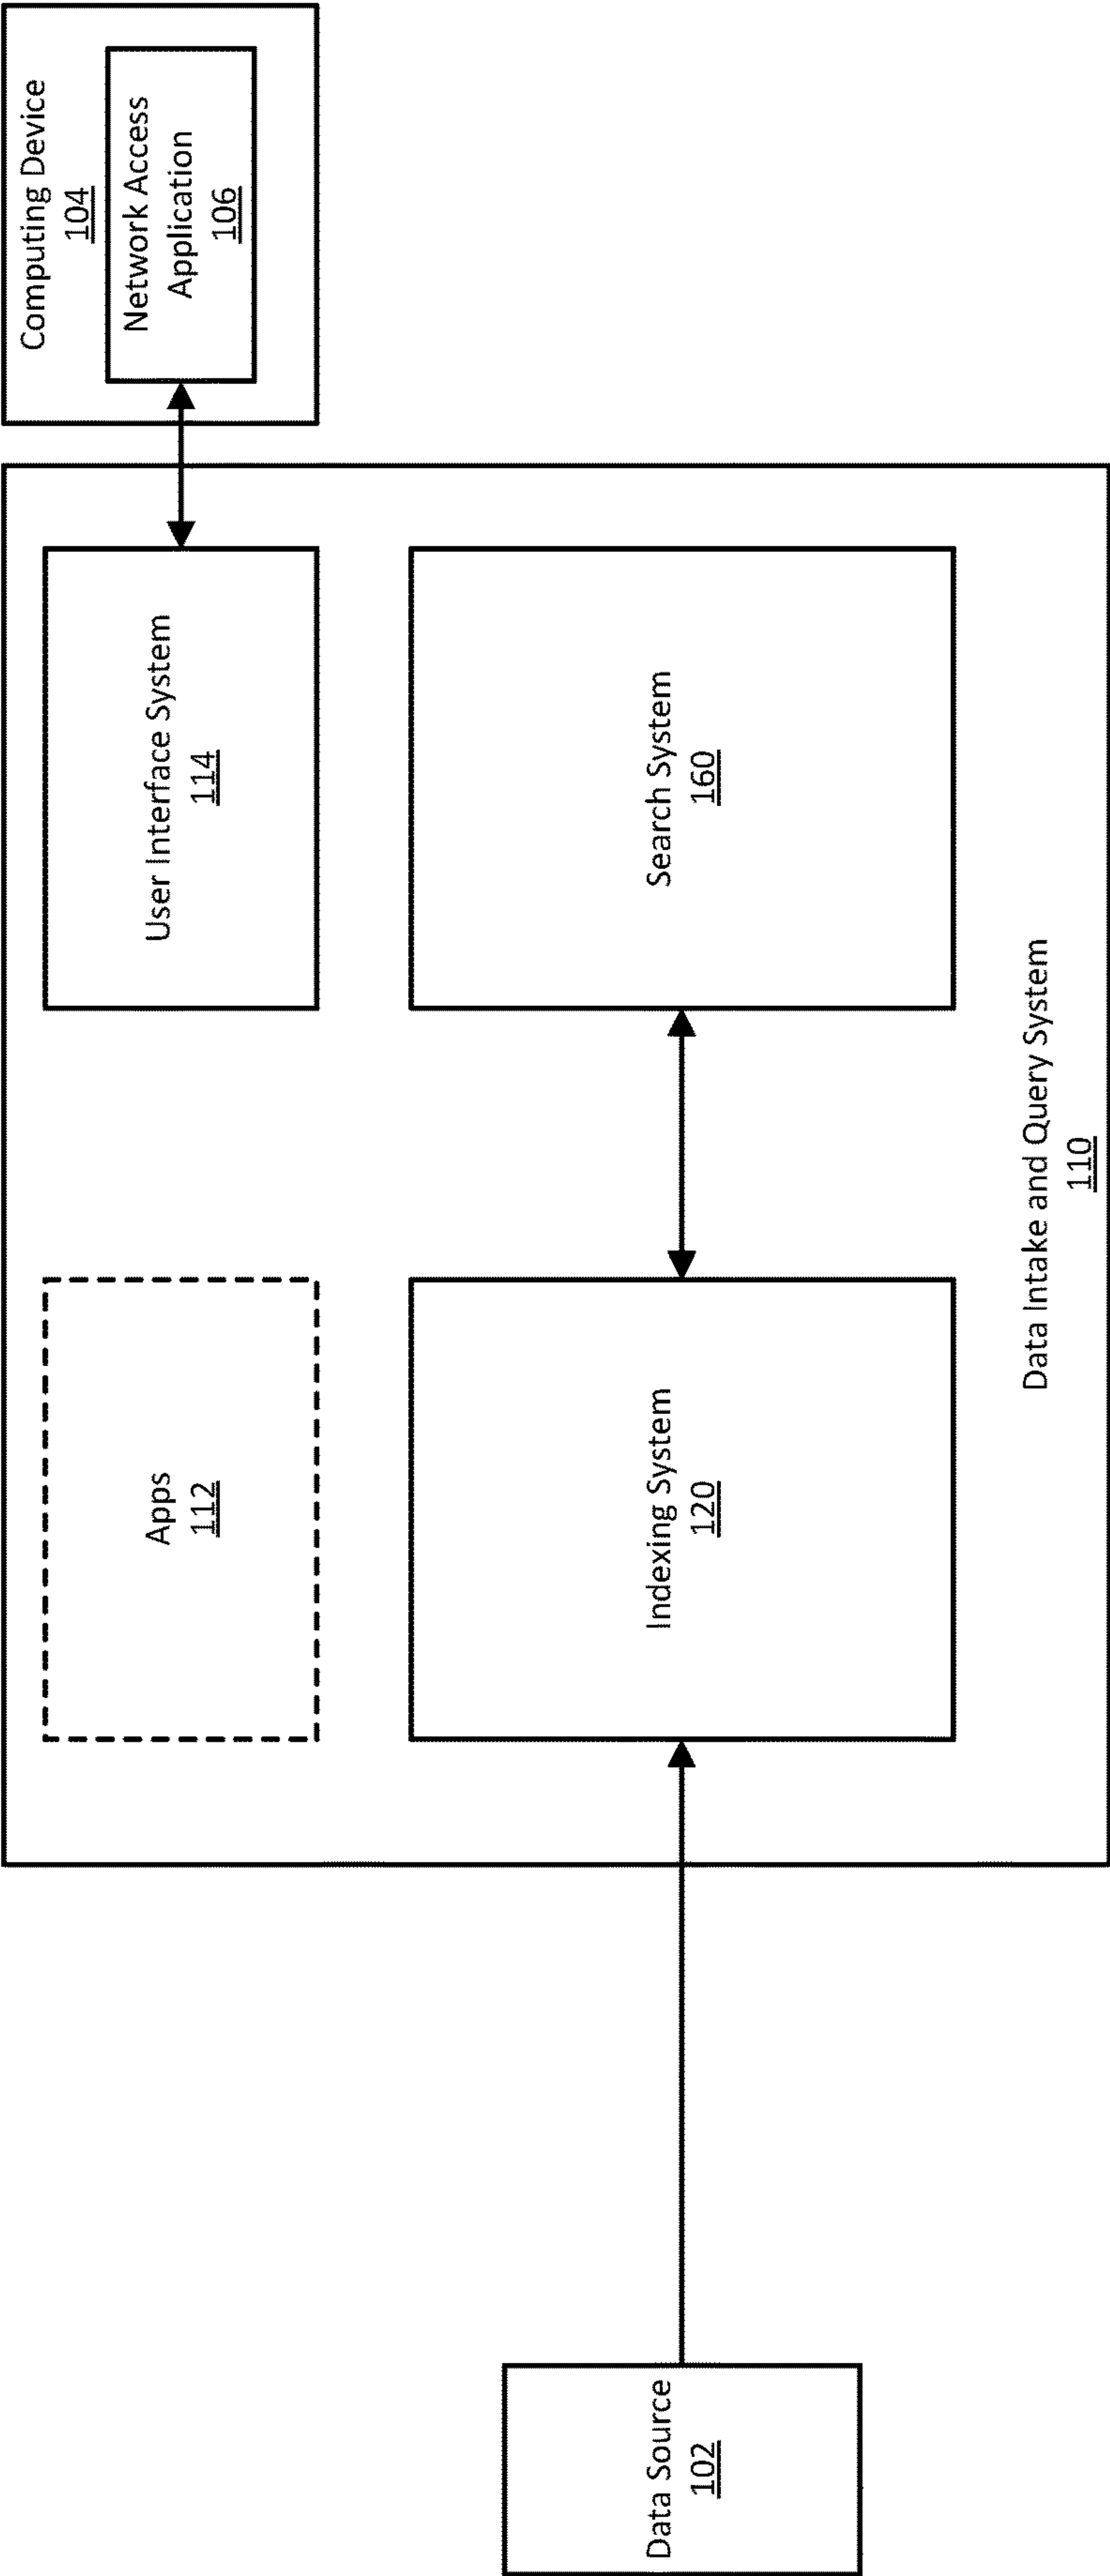 Computing Device
104
Network Access
Application
106
Apps
112
User Interface System
114
Data Source
102
Indexing System
120
Search System
160
Data Intake and Query System
110